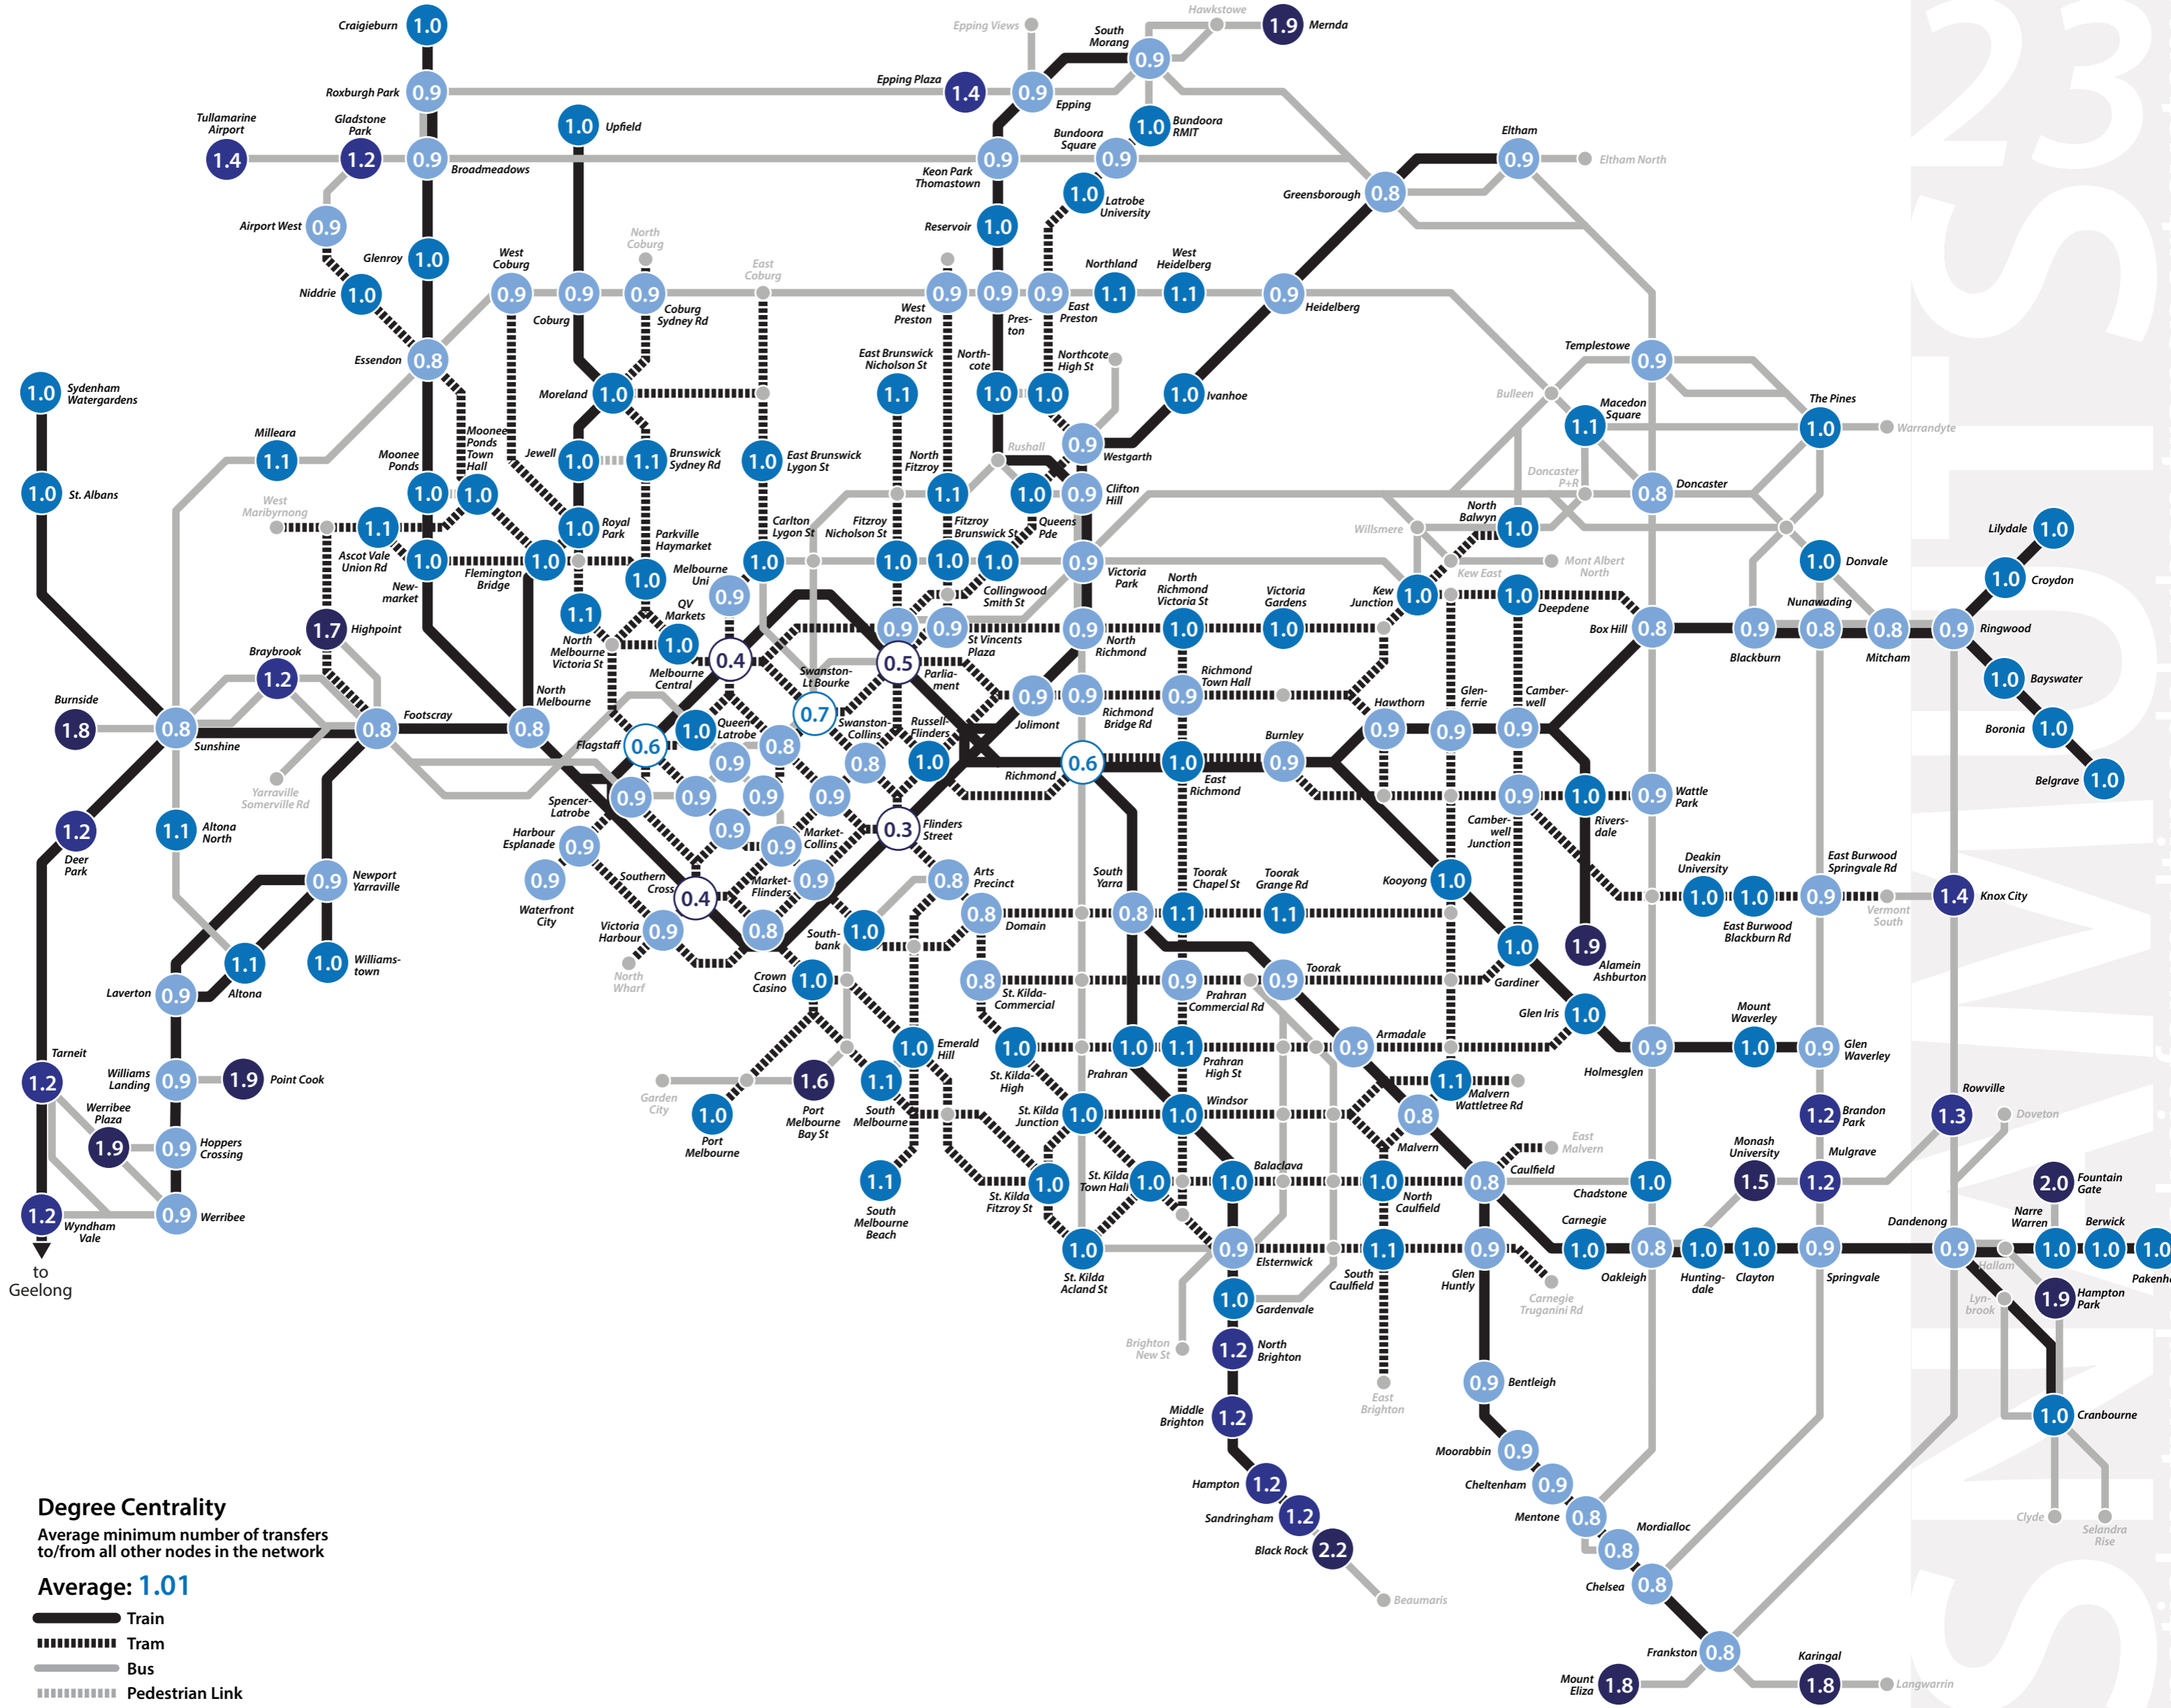 Craigieburn
1.0
Epping Views
Hawkstowe
1.9
Mernda
South
Morang
0.9
Roxburgh Park
0.9
Epping Plaza
1.4
0.9
Epping
Tullamarine
Airport
1.4
Gladstone
Park
1.2
0.9
Broadmeadows
1.0
Upfield
Keon Park
Thomastown
0.9
Bundoora
Square
0.9
1.0
Bundoora
RMIT
Eltham
0.9
Eltham North
Greensborough
0.8
1.0
Latrobe
University
Airport West
0.9
Reservoir
1.0
Glenroy
1.0
Niddrie
1.0
West
Coburg
0.9
Coburg
0.9
North
Coburg
0.9
Coburg
Sydney Rd
East
Coburg
West
Preston
0.9
0.9
Pres-
ton
0.9
East
Preston
Northland
1.1
West
Heidelberg
1.1
0.9
Heidelberg
Essendon
0.8
Templestowe
0.9
1.0
Sydenham
Watergardens
Moreland
1.0
East Brunswick
Nicholson St
1.1
North-
cote
1.0
1.0
Northcote
High St
1.0
Ivanhoe
Bulleen
Macedon
Square
1.1
The Pines
1.0
Warrandyte
Milleara
1.1
Moonee
Ponds
1.0
Moonee
Ponds
Town
Hall
1.0
Jewell
1.0
1.1
Brunswick
Sydney Rd
1.0
East Brunswick
Lygon St
North
Fitzroy
1.1
Rushall
0.9
Westgarth
1.0
Queens
Pde
0.9
Clifton
Hill
Doncaster
P+R
0.8
Doncaster
1.0
St. Albans
West
Maribyrnong
1.1
Ascot Vale
Union Rd
1.0
New-
market
1.0
Flemington
Bridge
1.0
Royal
Park
Parkville
Haymarket
1.0
Carlton
Lygon St
1.0
Fitzroy
Nicholson St
1.0
Fitzroy
Brunswick St
1.0
1.0
Collingwood
Smith St
0.9
Victoria
Park
Willsmere
North
Balwyn
1.0
Kew East
Mont Albert
North
1.0
Donvale
Lilydale
1.0
1.0
Croydon
Melbourne
Uni
0.9
1.1
North
Melbourne
Victoria St
QV
Markets
1.0
0.9
0.9
St Vincents
Plaza
0.9
North
Richmond
North
Richmond
Victoria St
1.0
Victoria
Gardens
1.0
Kew
Junction
1.0
1.0
Deepdene
Box Hill
0.8
0.9
Blackburn
Nunawading
0.8
0.8
Mitcham
0.9
Ringwood
1.7
Highpoint
Braybrook
1.2
0.4
Melbourne
Central
0.5
Parlia-
ment
Swanston-
Lt Bourke
0.7
0.9
Jolimont
0.9
Richmond
Bridge Rd
Richmond
Town Hall
0.9
1.0
Bayswater
Burnside
1.8
0.8
Sunshine
0.8
Footscray
North
Melbourne
0.8
Flagstaff
0.6
1.0
Queen-
Latrobe
0.9
0.8
Swanston-
Collins
0.8
Russell-
Flinders
1.0
Richmond
0.6
1.0
East
Richmond
Burnley
0.9
Hawthorn
0.9
Glen-
ferrie
0.9
Camber-
well
0.9
Boronia
1.0
Belgrave
1.0
Yarraville
Somerville Rd
Spencer-
Latrobe
0.9
0.9
0.9
0.9
0.9
0.9
Market-
Collins
0.3
Flinders
Street
Camber-
well
Junction
0.9
1.0
Rivers-
dale
0.9
Wattle
Park
1.2
Deer
Park
1.1
Altona
North
Harbour
Esplanade
0.9
0.9
Waterfront
City
Southern
Cross
0.4
Market-
Flinders
0.9
0.8
Arts
Precinct
0.8
0.8
Domain
South
Yarra
0.8
Toorak
Chapel St
1.1
Toorak
Grange Rd
1.1
Kooyong
1.0
Deakin
University
1.0
1.0
East Burwood
Blackburn Rd
East Burwood
Springvale Rd
0.9
Vermont
South
1.4
Knox City
0.9
Newport
Yarraville
1.0
Williams-
town
1.1
Altona
Laverton
0.9
Victoria
Harbour
0.9
North
Wharf
South-
bank
1.0
Crown
Casino
1.0
0.8
St. Kilda-
Commercial
0.9
Prahran
Commercial Rd
0.9
Toorak
1.0
Gardiner
1.9
Alamein
Ashburton
Glen Iris
1.0
Holmesglen
0.9
Mount
Waverley
1.0
0.9
Glen
Waverley
Tarneit
1.2
Williams
Landing
0.9
1.9
Point Cook
Garden
City
1.0
Port
Melbourne
1.6
Port
Melbourne
Bay St
1.1
South
Melbourne
1.0
Emerald
Hill
1.0
St. Kilda-
High
1.0
Prahran
1.1
Prahran
High St
0.9
Armadale
1.1
Malvern
Wattletree Rd
Werribee
Plaza
1.9
0.9
Hoppers
Crossing
St. Kilda
Junction
1.0
1.0
Windsor
0.8
Malvern
1.2
Brandon
Park
Rowville
1.3
Doveton
1.1
South
Melbourne
Beach
St. Kilda
Fitzroy St
1.0
St. Kilda
Town Hall
1.0
1.0
Balaclava
1.0
North
Caulfield
0.8
Caulfield
East
Malvern
Chadstone
1.0
Monash
University
1.5
Mulgrave
1.2
2.0
Fountain
Gate
1.2
Wyndham
Vale
0.9
Werribee
to
Geelong
1.0
St. Kilda
Acland St
0.9
Elsternwick
1.1
South
Caulfield
0.9
Glen
Huntly
Carnegie
1.0
0.8
Oakleigh
1.0
Hunting-
dale
1.0
Clayton
0.9
Springvale
Dandenong
0.9
Hallam
Narre
Warren
1.0
Berwick
1.0
1.0
1.0
Gardenvale
Carnegie
Truganini Rd
Lyn-
brook
1.9
Hampton
Park
Brighton
New St
1.2
North
Brighton
East
Brighton
0.9
Bentleigh
Middle
Brighton
1.2
1.0
Cranbourne
Moorabbin
0.9
Hampton
1.2
Cheltenham
0.9
Sandringham
1.2
Mentone
0.8
Black Rock
2.2
Mordialloc
0.8
Clyde
Selandra
Rise
Chelsea
0.8
Beaumaris
Frankston
0.8
Mount
Eliza
1.8
Karingal
1.8
Langwarrin
Degree Centrality
Average minimum number of transfers
to/from all other nodes in the network
Average: 1.01
Train
Tram
Bus
Pedestrian Link
23